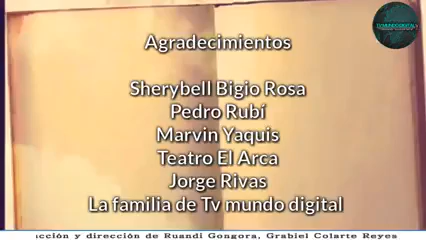 Agradecimientos
Sherybell Bigio Rosa
Pedro Rubí
Marvin Yaquis
Teatro El Arca
Jorge Rivas
La familia de Tv mundo digital
cción y dirección de Ruandi Gongora, Grabiel Colarte Reyes